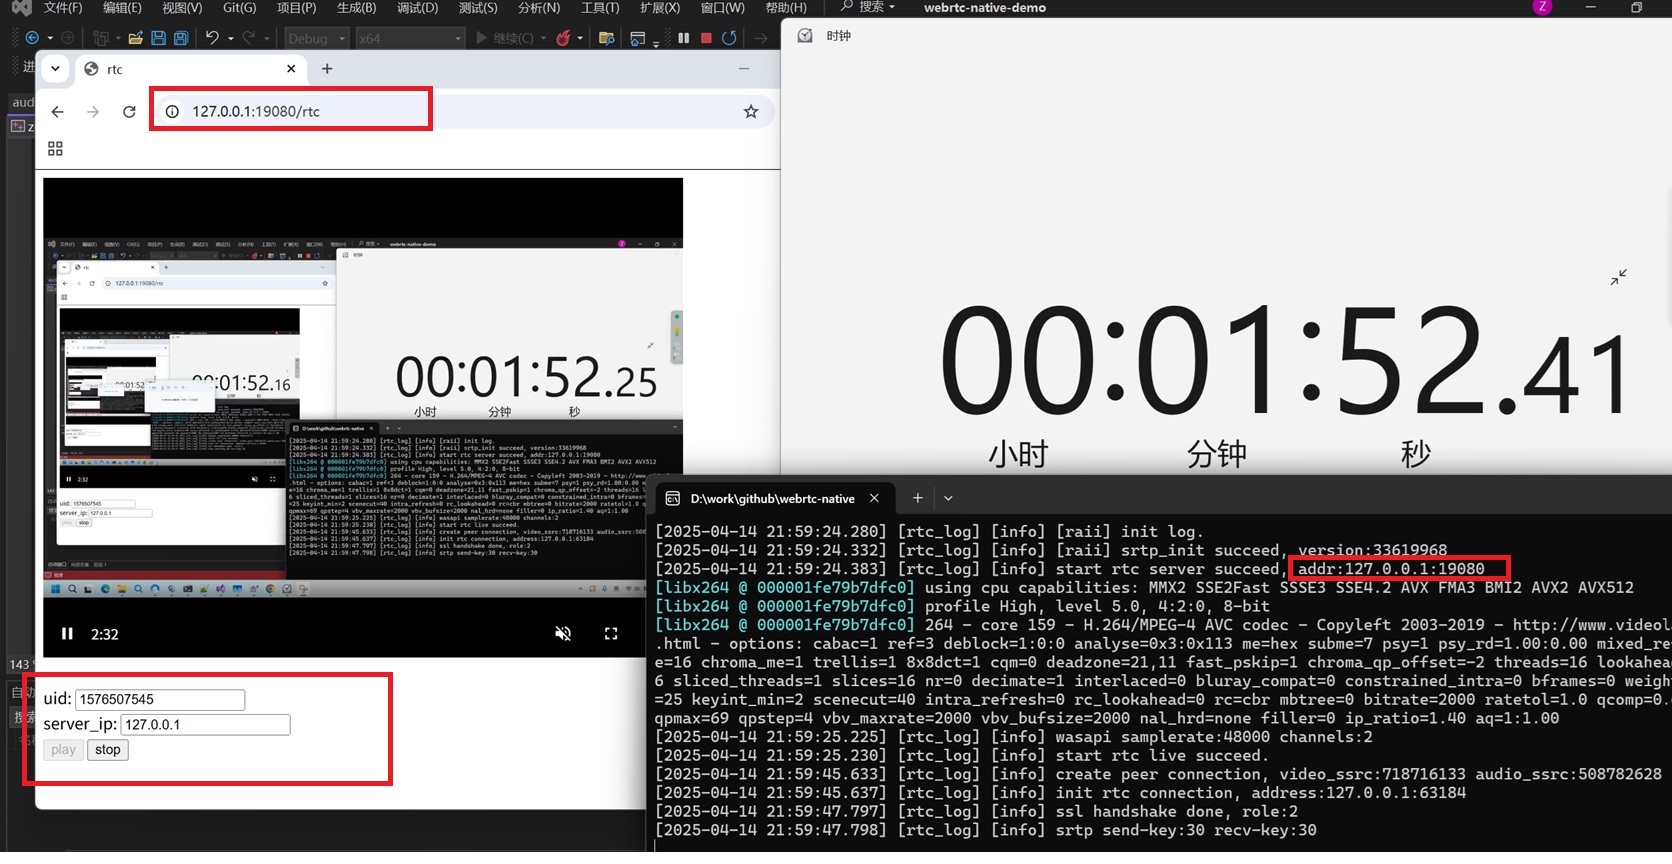 文件(F) 编辑(E) 视图(V) Git(G) 项目(P) 生成(B) 调试(D) 测试(S) 分析(N) 工具(T) 扩展(X) 窗口(W) 帮助(H) 搜索 webrtc-native-demo Z
Debug x64 继续(C)
进
rtc
aud
127.0.0.1:19080/rtc
时钟
00:01:52.25
小时 分钟 秒
2:32
00:01:52.41
小时 分钟 秒
143 %
uid: 1576507545
server_ip: 127.0.0.1
play stop
D:\work\github\webrtc-native
[2025-04-14 21:59:24.280] [rtc_log] [info] [raii] init log.
[2025-04-14 21:59:24.332] [rtc_log] [info] [raii] srtp_init succeed, version:33619968
[2025-04-14 21:59:24.383] [rtc_log] [info] start rtc server succeed, addr:127.0.0.1:19080
[libx264 @ 000001fe79b7dfc0] using cpu capabilities: MMX2 SSE2Fast SSSE3 SSE4.2 AVX FMA3 BMI2 AVX2 AVX512
[libx264 @ 000001fe79b7dfc0] profile High, level 5.0, 4:2:0, 8-bit
[libx264 @ 000001fe79b7dfc0] 264 - core 159 - H.264/MPEG-4 AVC codec - Copyleft 2003-2019 - http://www.videola
.html - options: cabac=1 ref=3 deblock=1:0:0 analyse=0x3:0x113 me=hex subme=7 psy=1 psy_rd=1.00:0.00 mixed_re
e=16 chroma_me=1 trellis=1 8x8dct=1 cqm=0 deadzone=21,11 fast_pskip=1 chroma_qp_offset=-2 threads=16 lookahea
6 sliced_threads=1 slices=16 nr=0 decimate=1 interlaced=0 bluray_compat=0 constrained_intra=0 bframes=0 weigh
=25 keyint_min=2 scenecut=40 intra_refresh=0 rc_lookahead=0 rc=cbr mbtree=0 bitrate=2000 ratetol=1.0 qcomp=0.
qpmax=69 qpstep=4 vbv_maxrate=2000 vbv_bufsize=2000 nal_hrd=none filler=0 ip_ratio=1.40 aq=1:1.00
[2025-04-14 21:59:25.225] [rtc_log] [info] wasapi samplerate:48000 channels:2
[2025-04-14 21:59:25.230] [rtc_log] [info] start rtc live succeed.
[2025-04-14 21:59:45.633] [rtc_log] [info] create peer connection, video_ssrc:718716133 audio_ssrc:508782628
[2025-04-14 21:59:45.637] [rtc_log] [info] init rtc connection, address:127.0.0.1:63184
[2025-04-14 21:59:47.797] [rtc_log] [info] ssl handshake done, role:2
[2025-04-14 21:59:47.798] [rtc_log] [info] srtp send-key:30 recv-key:30